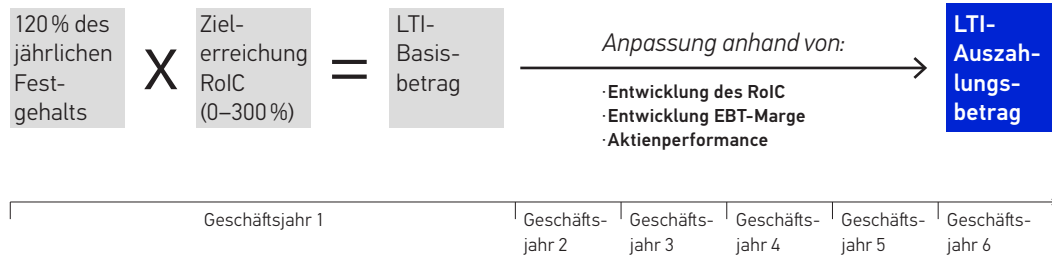 120 % des
jährlichen
Fest-
gehalts
X
Ziel-
erreichung
RoIC
(0–300 %)
=
LTI-
Basis-
betrag
Anpassung anhand von:
·Entwicklung des RoIC
·Entwicklung EBT-Marge
·Aktienperformance
LTI-
Auszah-
lungs-
betrag
Geschäftsjahr 1
Geschäfts-
jahr 2
Geschäfts-
jahr 3
Geschäfts-
jahr 4
Geschäfts-
jahr 5
Geschäfts-
jahr 6